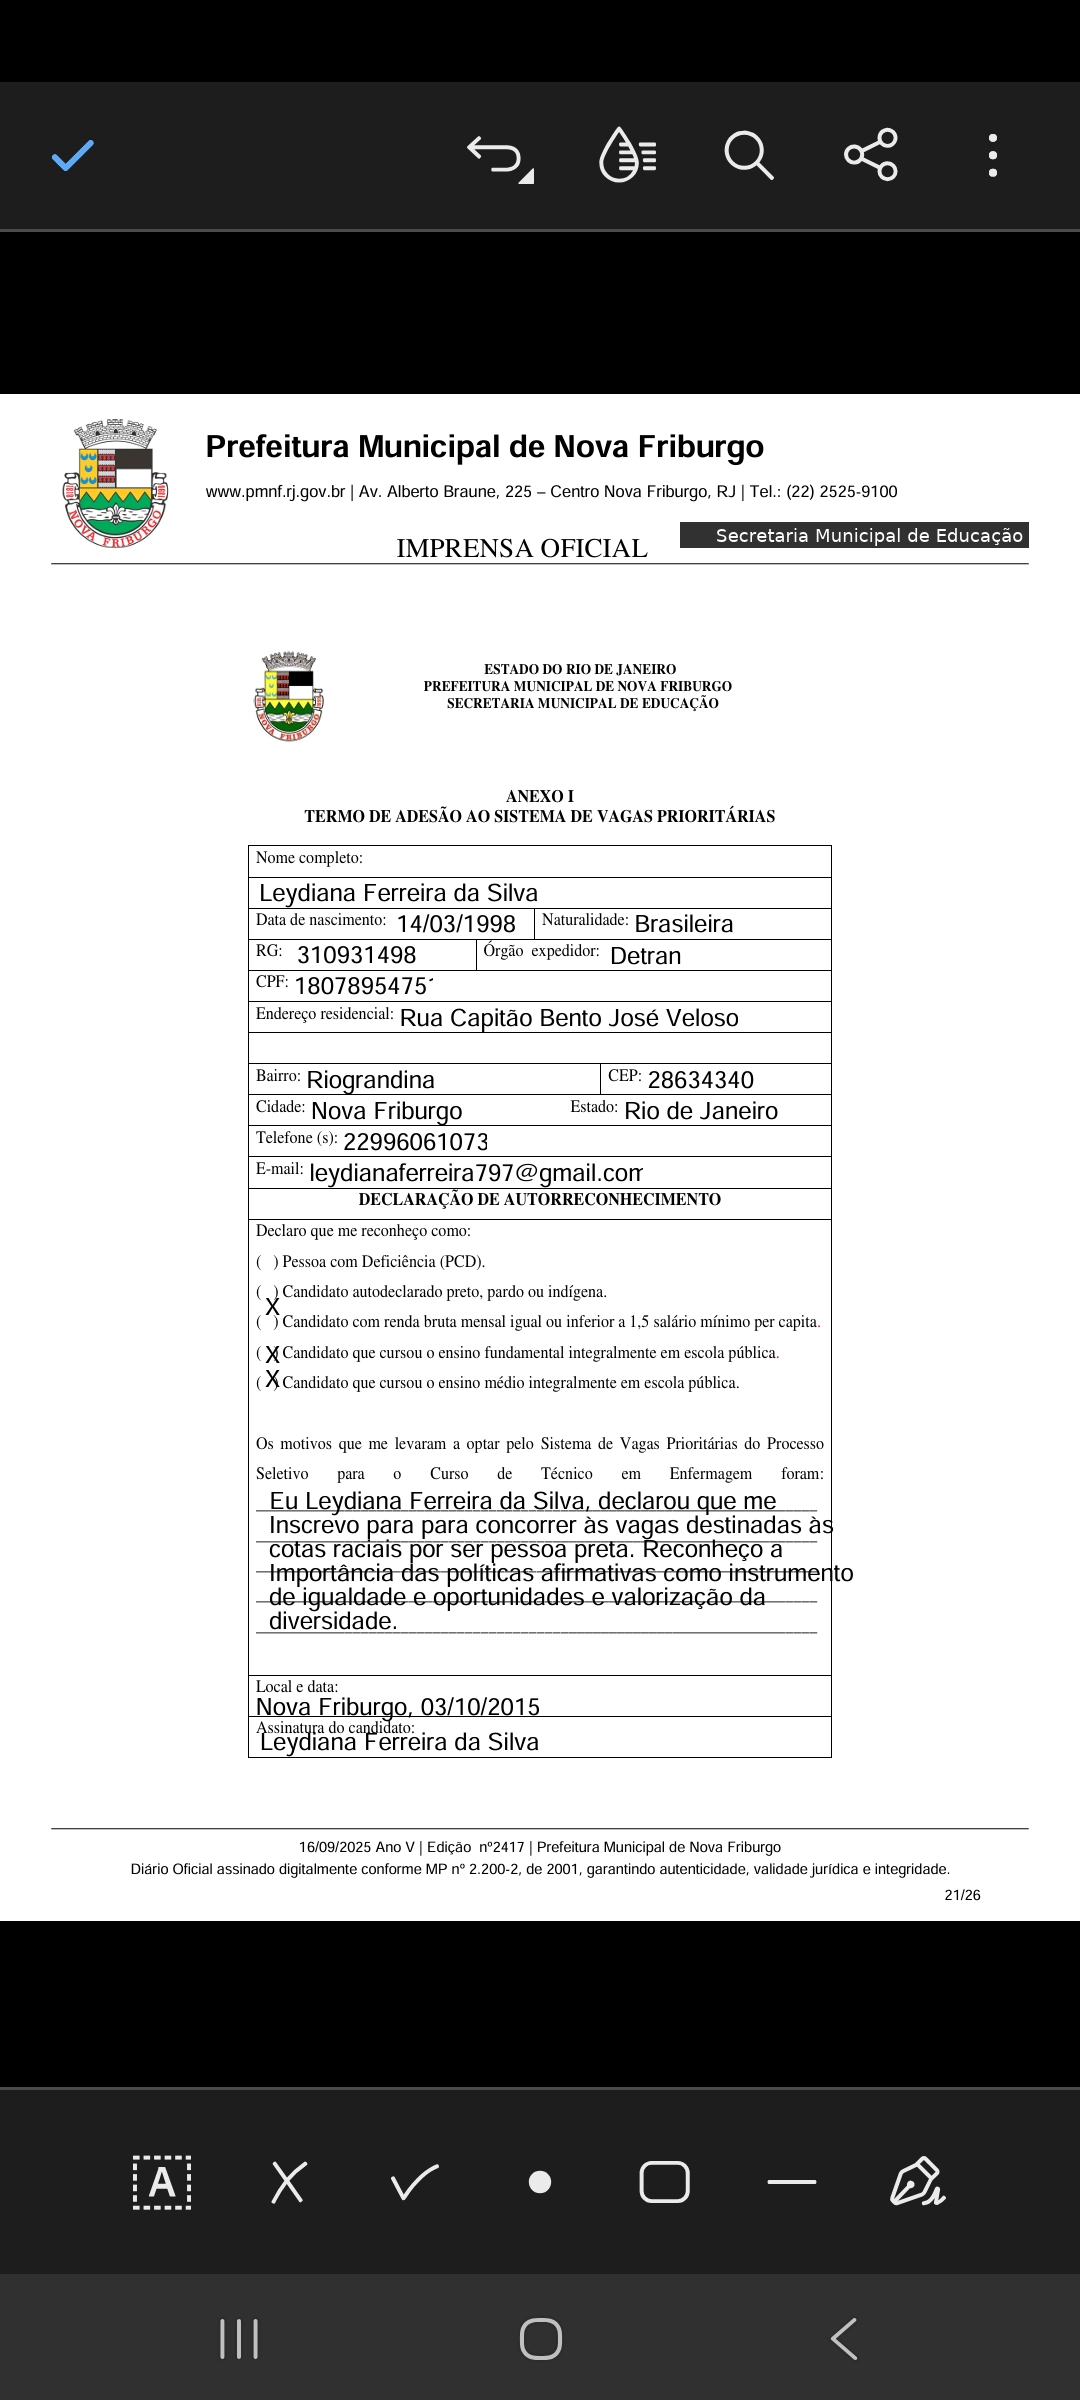 Prefeitura Municipal de Nova Friburgo
www.pmnf.rj.gov.br | Av. Alberto Braune, 225 – Centro Nova Friburgo, RJ | Tel.: (22) 2525-9100
IMPRENSA OFICIAL Secretaria Municipal de Educação
NOVA FRIBURGO
ESTADO DO RIO DE JANEIRO
PREFEITURA MUNICIPAL DE NOVA FRIBURGO
SECRETARIA MUNICIPAL DE EDUCAÇÃO
NOVA FRIBURGO
ANEXO I
TERMO DE ADESÃO AO SISTEMA DE VAGAS PRIORITÁRIAS
Nome completo:
Leydiana Ferreira da Silva
Data de nascimento: 14/03/1998 Naturalidade: Brasileira
RG: 310931498 Órgão expedidor: Detran
CPF: 1807895475
Endereço residencial: Rua Capitão Bento José Veloso
Bairro: Riograndina CEP: 28634340
Cidade: Nova Friburgo Estado: Rio de Janeiro
Telefone (s): 22996061073
E-mail: leydianaferreira797@gmail.com
DECLARAÇÃO DE AUTORRECONHECIMENTO
Declaro que me reconheço como:
( ) Pessoa com Deficiência (PCD).
( ) Candidato autodeclarado preto, pardo ou indígena.
X
( ) Candidato com renda bruta mensal igual ou inferior a 1,5 salário mínimo per capita.
( X ) Candidato que cursou o ensino fundamental integralmente em escola pública.
( X ) Candidato que cursou o ensino médio integralmente em escola pública.
Os motivos que me levaram a optar pelo Sistema de Vagas Prioritárias do Processo
Seletivo para o Curso de Técnico em Enfermagem foram:
Eu Leydiana Ferreira da Silva, declarou que me
Inscrevo para para concorrer às vagas destinadas às
cotas raciais por ser pessoa preta. Reconheço a
Importância das políticas afirmativas como instrumento
de igualdade e oportunidades e valorização da
diversidade.
Local e data:
Nova Friburgo, 03/10/2015
Assinatura do candidato:
Leydiana Ferreira da Silva
16/09/2025 Ano V | Edição nº2417 | Prefeitura Municipal de Nova Friburgo
Diário Oficial assinado digitalmente conforme MP nº 2.200-2, de 2001, garantindo autenticidade, validade jurídica e integridade.
21/26
A